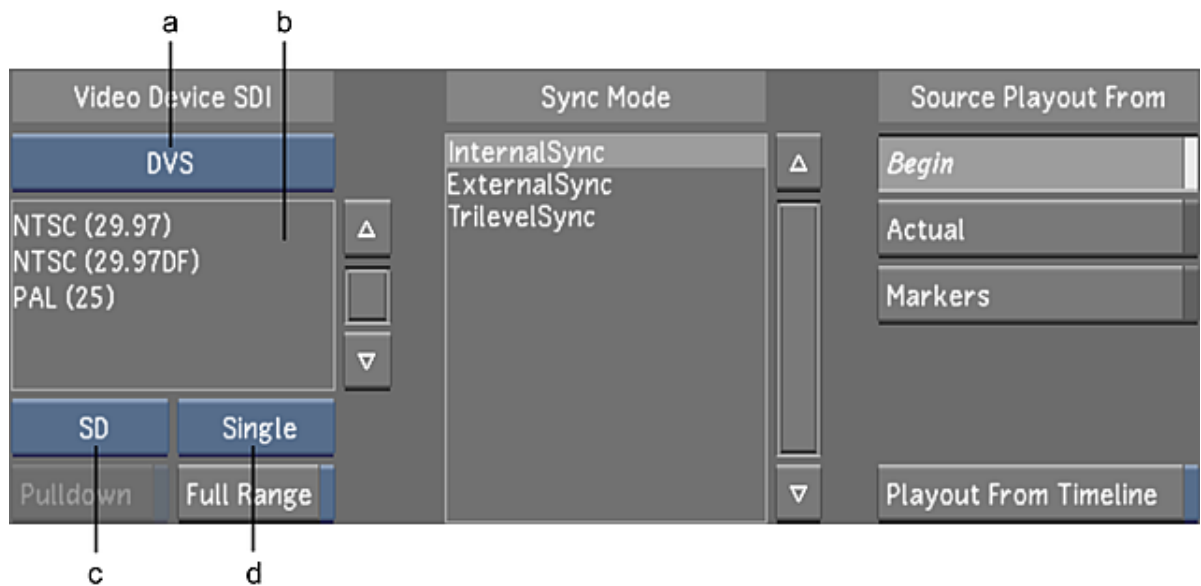 a
b
Video Device SDI
DVS
NTSC (29.97)
NTSC (29.97DF)
PAL (25)
SD
Single
Pulldown
Full Range
c
d
Sync Mode
InternalSync
ExternalSync
TrilevelSync
Source Playout From
Begin
Actual
Markers
Playout From Timeline